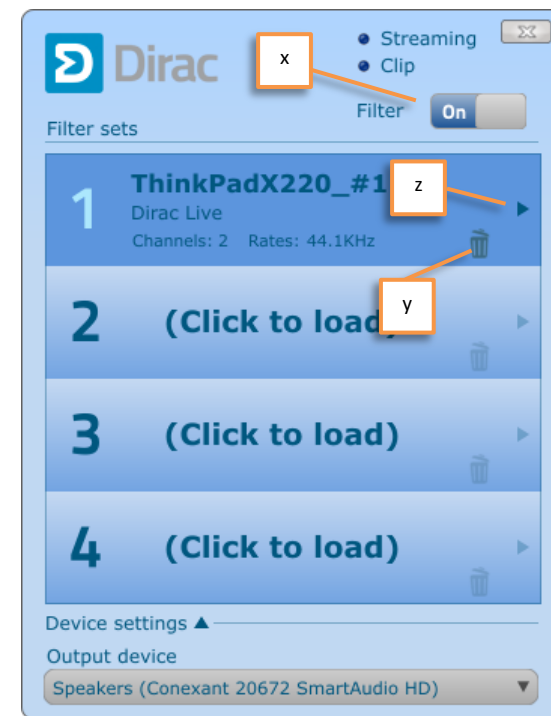 Dirac
Streaming
Clip
x
Filter
On
Filter sets
1
ThinkPadX220_#1
Dirac Live
Channels: 2 Rates: 44.1KHz
z
y
2
(Click to load)
3
(Click to load)
4
(Click to load)
Device settings
Output device
Speakers (Conexant 20672 SmartAudio HD)